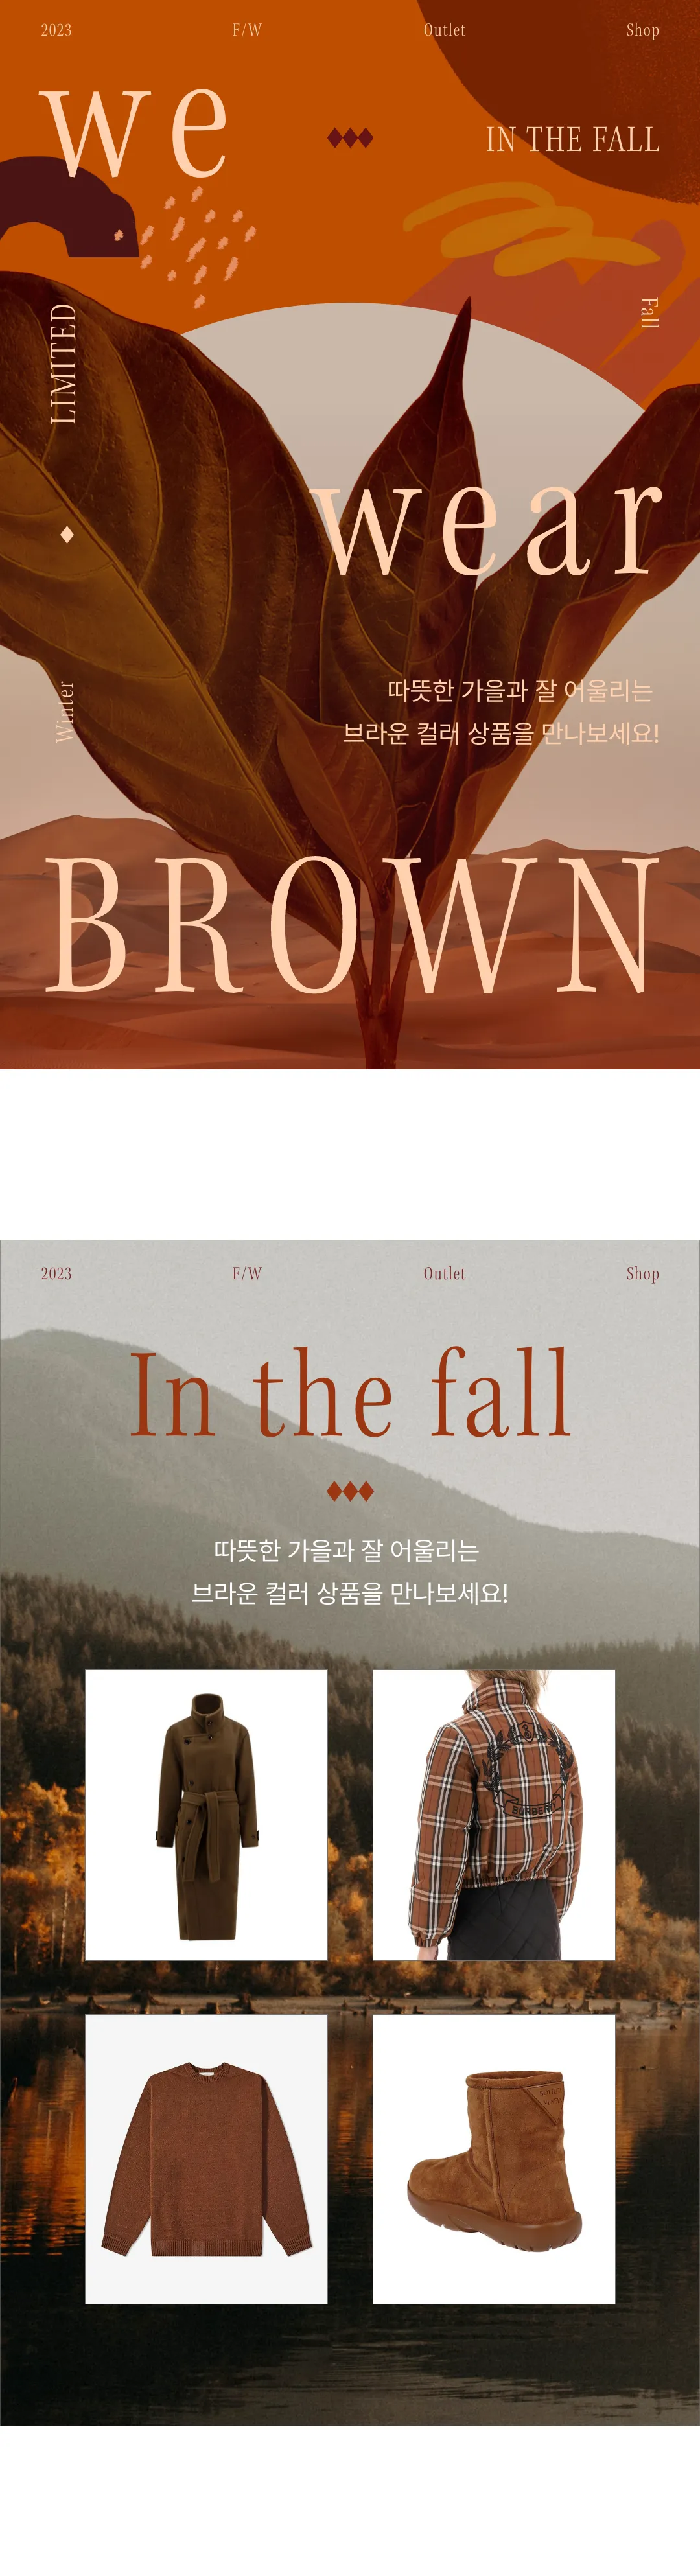 2023 F/W Outlet Shop
we
IN THE FALL
LIMITED
Fall
wear
Winter
따뜻한 가을과 잘 어울리는
브라운 컬러 상품을 만나보세요!
BROWN
2023 F/W Outlet Shop
In the fall
따뜻한 가을과 잘 어울리는
브라운 컬러 상품을 만나보세요!